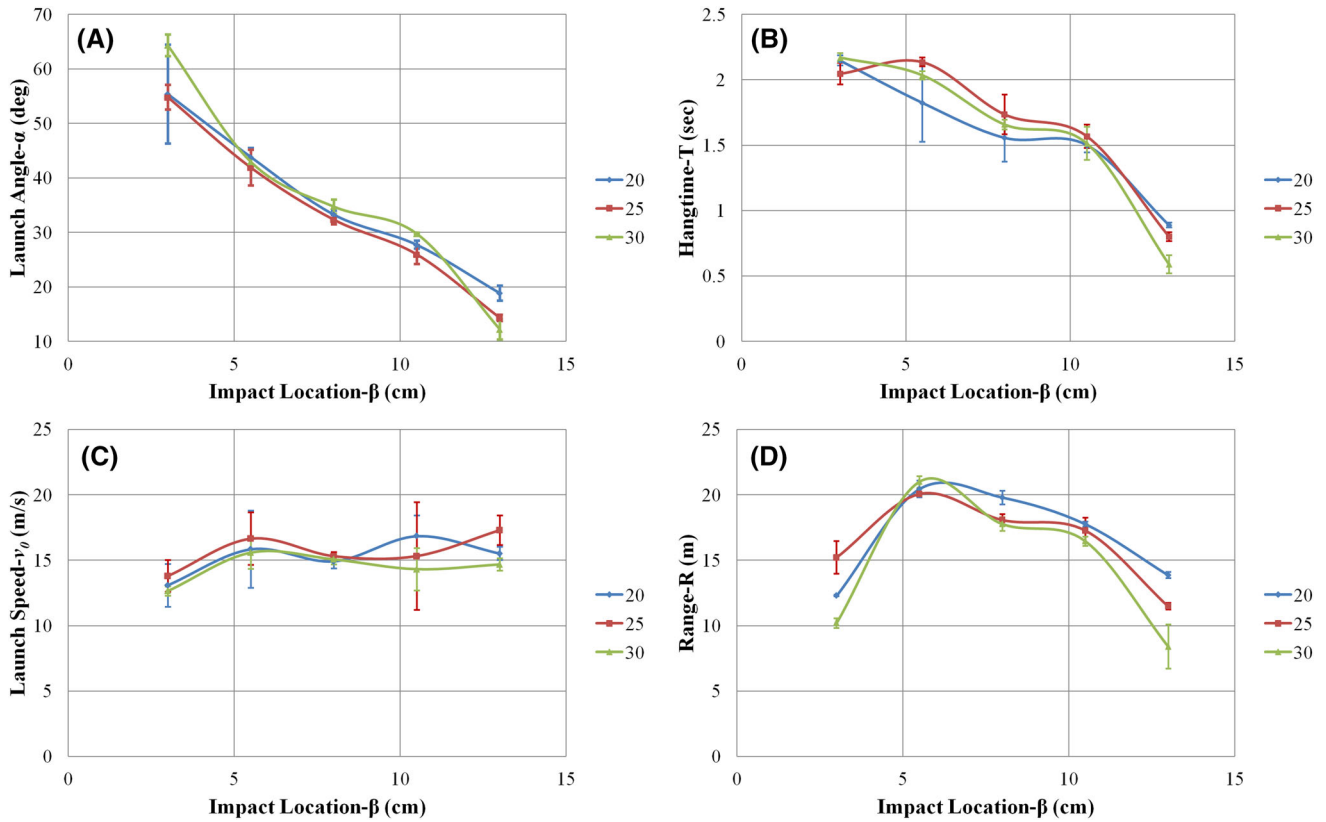 (A)
70
60
50
40
30
20
10
0 5 10 15
Launch Angle-α (deg)
Impact Location-β (cm)
20
25
30
(B)
2.5
2
1.5
1
0.5
0
0 5 10 15
Hangtime-T (sec)
Impact Location-β (cm)
20
25
30
(C)
25
20
15
10
5
0
0 5 10 15
Launch Speed-v0 (m/s)
Impact Location-β (cm)
20
25
30
(D)
25
20
15
10
5
0
0 5 10 15
Range-R (m)
Impact Location-β (cm)
20
25
30